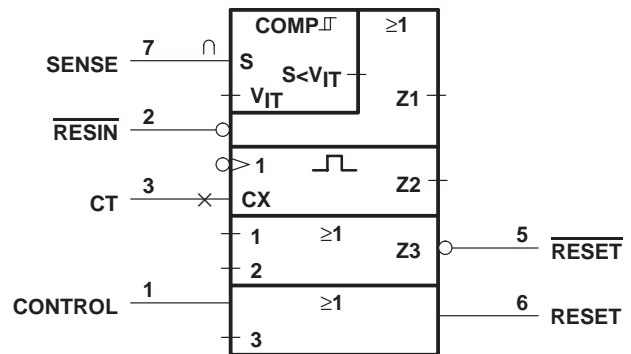 COMP ≥1
7 ∩
SENSE S
S<VIT
VIT Z1
2
RESIN
1
3 Z2
CT CX
1 ≥1
Z3 5
RESET
2
1
CONTROL ≥1 6
RESET
3